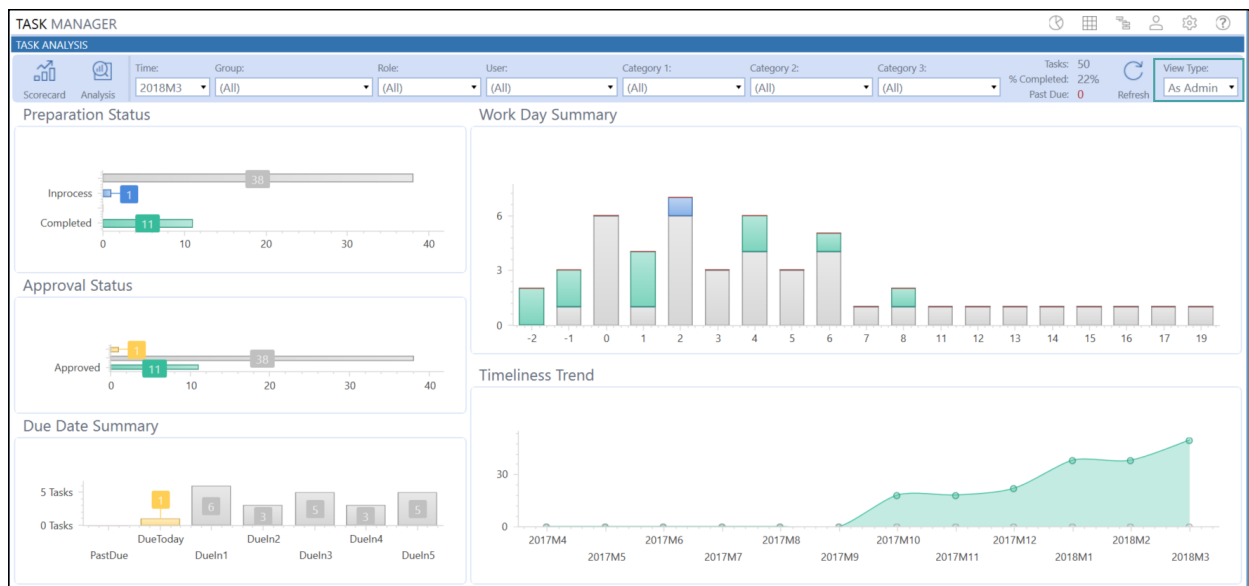 TASK MANAGER
TASK ANALYSIS
Scorecard
Analysis
Time:
2018M3
Group:
(All)
Role:
(All)
User:
(All)
Category 1:
(All)
Category 2:
(All)
Category 3:
(All)
Tasks: 50
% Completed: 22%
Past Due: 0
Refresh
View Type:
As Admin
Preparation Status
38
Inprocess 1
Completed 11
0 10 20 30 40
Approval Status
1
38
Approved 11
0 10 20 30 40
Due Date Summary
5 Tasks
0 Tasks
1 6 3 5 3 5
DueToday DueIn2 DueIn4
PastDue DueIn1 DueIn3 DueIn5
Work Day Summary
6
3
0
-2 -1 0 1 2 3 4 5 6 7 8 11 12 13 14 15 16 17 19
Timeliness Trend
30
0
2017M4 2017M6 2017M8 2017M10 2017M12 2018M2
2017M5 2017M7 2017M9 2017M11 2018M1 2018M3